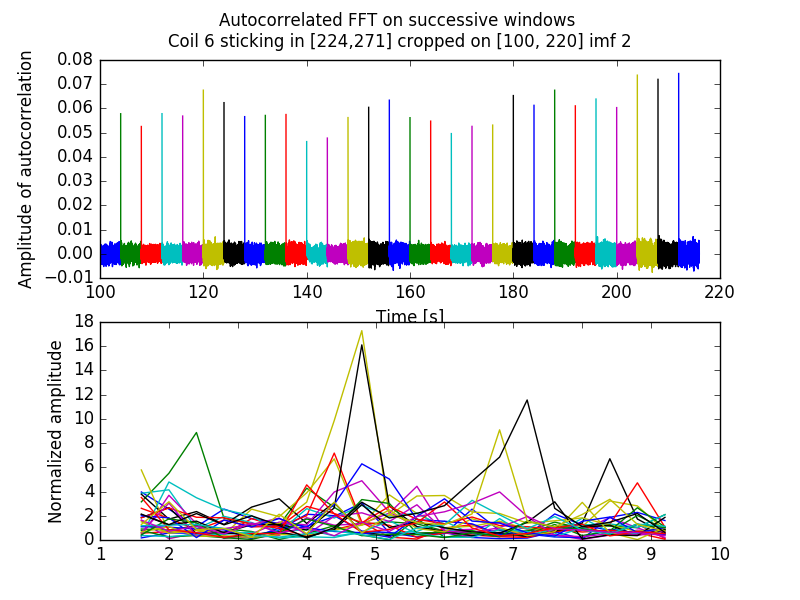 Autocorrelated FFT on successive windows
Coil 6 sticking in [224,271] cropped on [100, 220] imf 2
Amplitude of autocorrelation
0.08
0.07
0.06
0.05
0.04
0.03
0.02
0.01
0.00
−0.01
100 120 140 160 180 200 220
Time [s]
Normalized amplitude
18
16
14
12
10
8
6
4
2
0
1 2 3 4 5 6 7 8 9 10
Frequency [Hz]